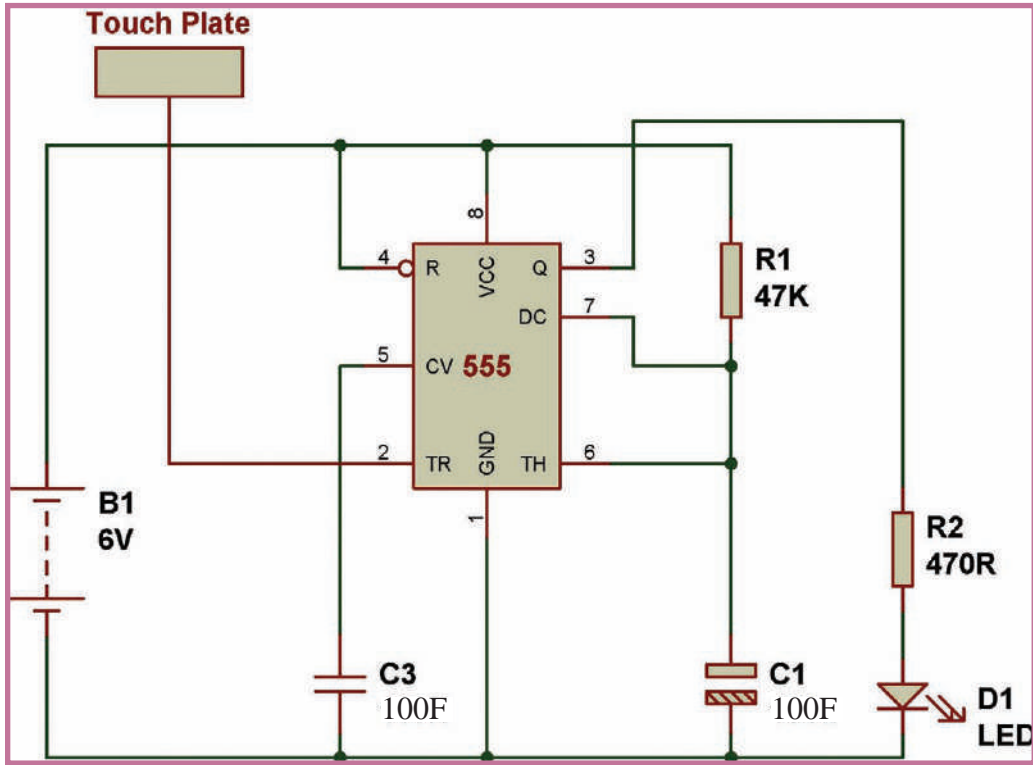 Touch Plate
8
4
R
VCC
Q
3
R1
47K
DC
7
5
CV
555
2
TR
GND
TH
6
B1
6V
1
R2
470R
C3
100F
C1
100F
D1
LED